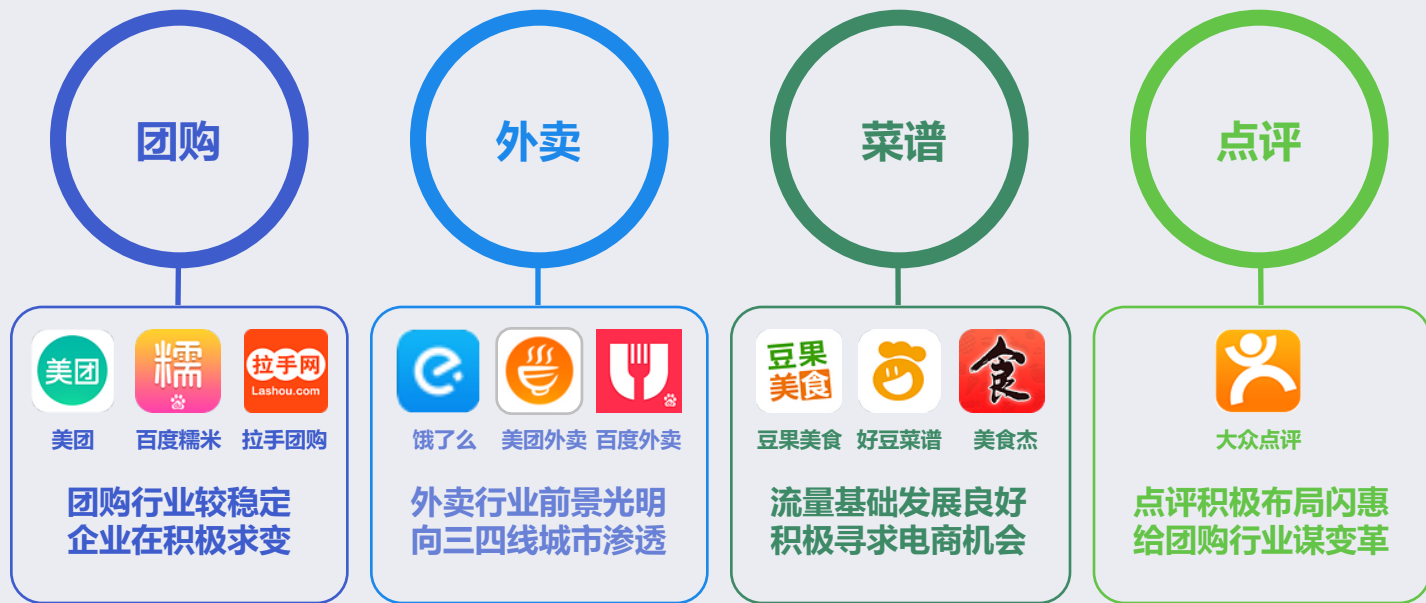 团购
外卖
菜谱
点评
美团
糯
拉手网
Lashou.com
美团
百度糯米
拉手团购
团购行业较稳定
企业在积极求变
饿了么
美团外卖
百度外卖
外卖行业前景光明
向三四线城市渗透
豆果
美食
食
豆果美食
好豆菜谱
美食杰
流量基础发展良好
积极寻求电商机会
大众点评
点评积极布局闪惠
给团购行业谋变革